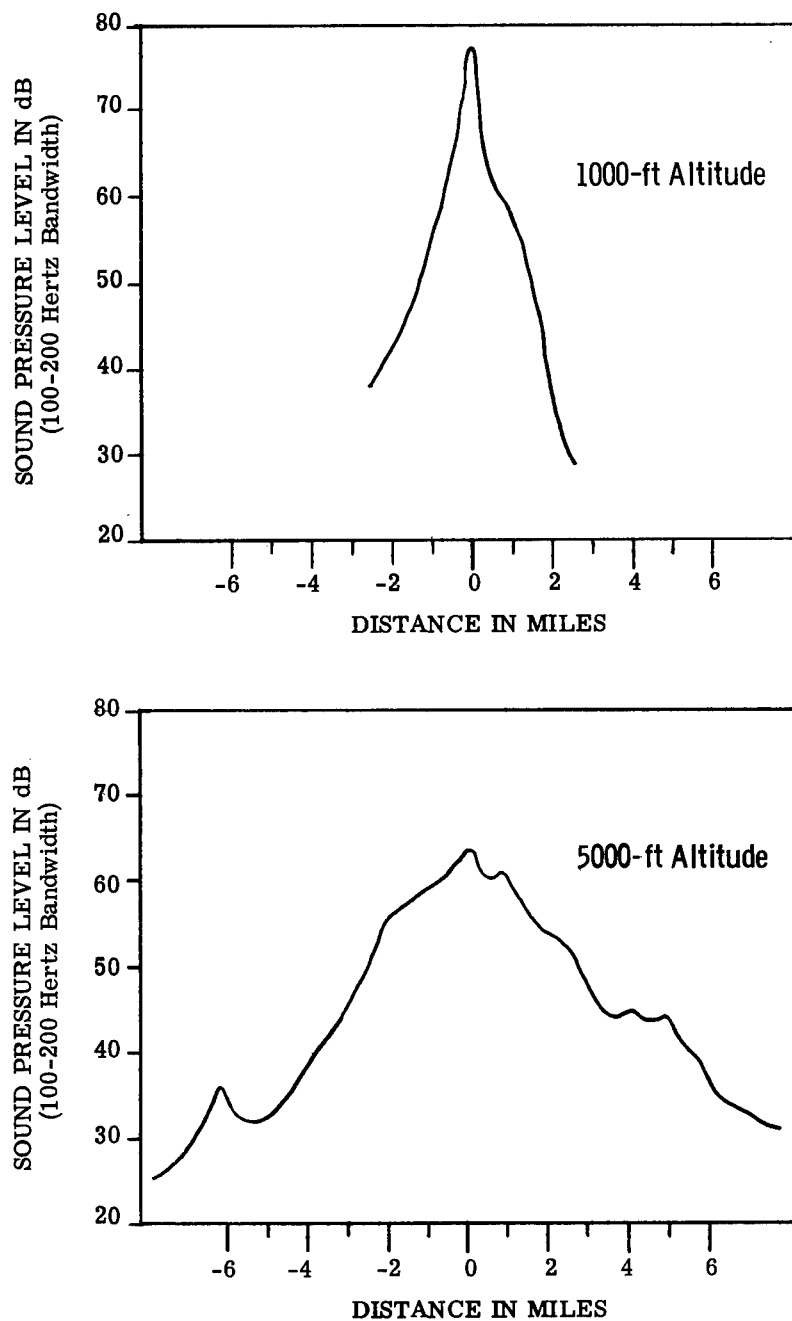 SOUND PRESSURE LEVEL IN dB
(100-200 Hertz Bandwidth)
80
70
60
50
40
30
20
1000-ft Altitude
-6 -4 -2 0 2 4 6
DISTANCE IN MILES
SOUND PRESSURE LEVEL IN dB
(100-200 Hertz Bandwidth)
80
70
60
50
40
30
20
5000-ft Altitude
-6 -4 -2 0 2 4 6
DISTANCE IN MILES